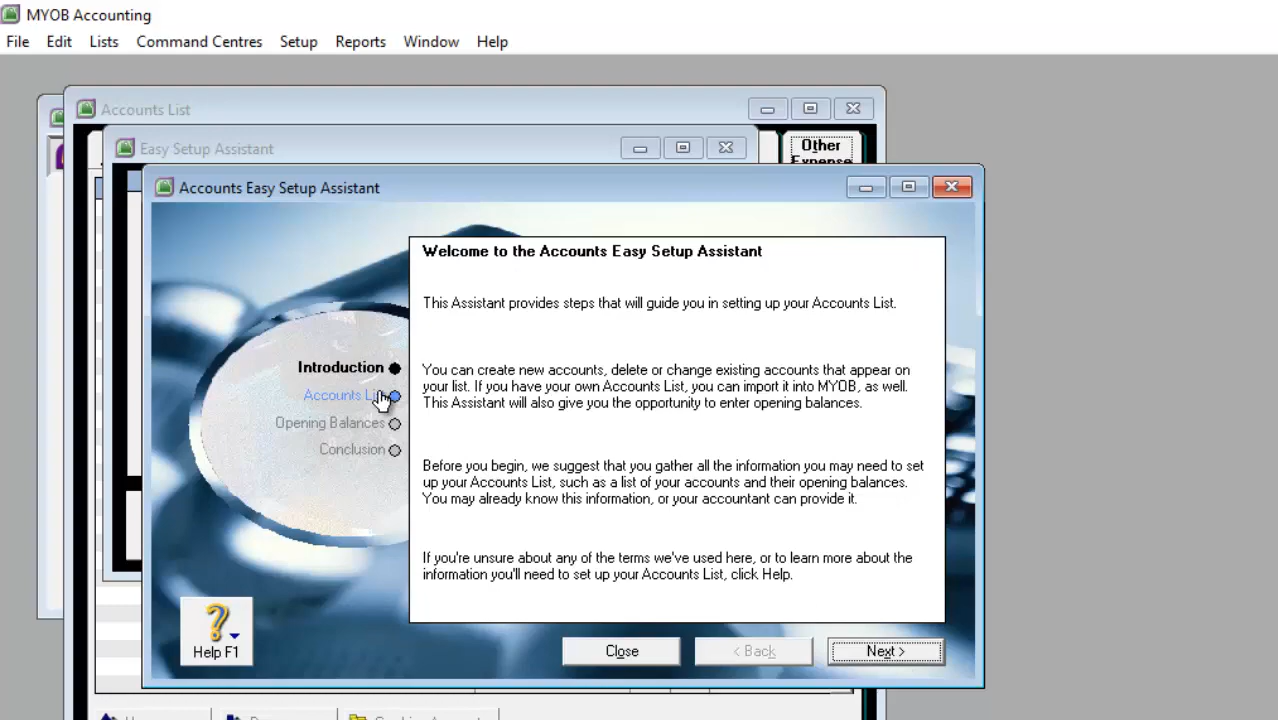 MYOB Accounting
File Edit Lists Command Centres Setup Reports Window Help
Accounts List
Easy Setup Assistant
Other
Expense
Accounts Easy Setup Assistant
Welcome to the Accounts Easy Setup Assistant
This Assistant provides steps that will guide you in setting up your Accounts List.
Introduction
Accounts List
Opening Balances
Conclusion
You can create new accounts, delete or change existing accounts that appear on
your list. If you have your own Accounts List, you can import it into MYOB, as well.
This Assistant will also give you the opportunity to enter opening balances.
Before you begin, we suggest that you gather all the information you may need to set
up your Accounts List, such as a list of your accounts and their opening balances.
You may already know this information, or your accountant can provide it.
If you're unsure about any of the terms we've used here, or to learn more about the
information you'll need to set up your Accounts List, click Help.
Help F1
Close
< Back
Next >